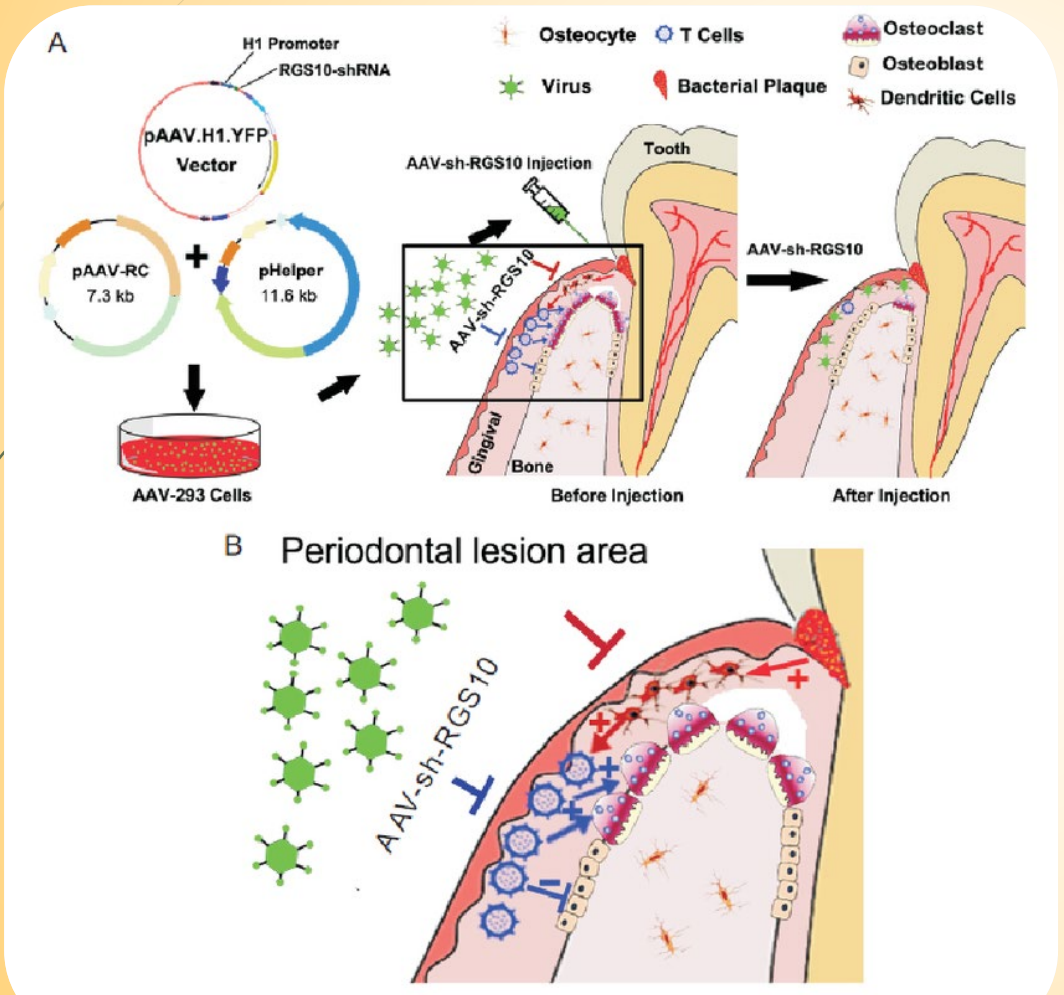 A
H1 Promoter
RGS10-shRNA
pAAV.H1.YFP
Vector
+
pAAV-RC
7.3 kb
pHelper
11.6 kb
AAV-293 Cells
Osteocyte
T Cells
Osteoclast
Virus
Bacterial Plaque
Osteoblast
Dendritic Cells
AAV-sh-RGS10 Injection
Tooth
AAV-sh-RGS10
Gingival
Bone
Before Injection
AAV-sh-RGS10
After Injection
B
Periodontal lesion area
AAV-sh-RGS10
+
+
+
+
–